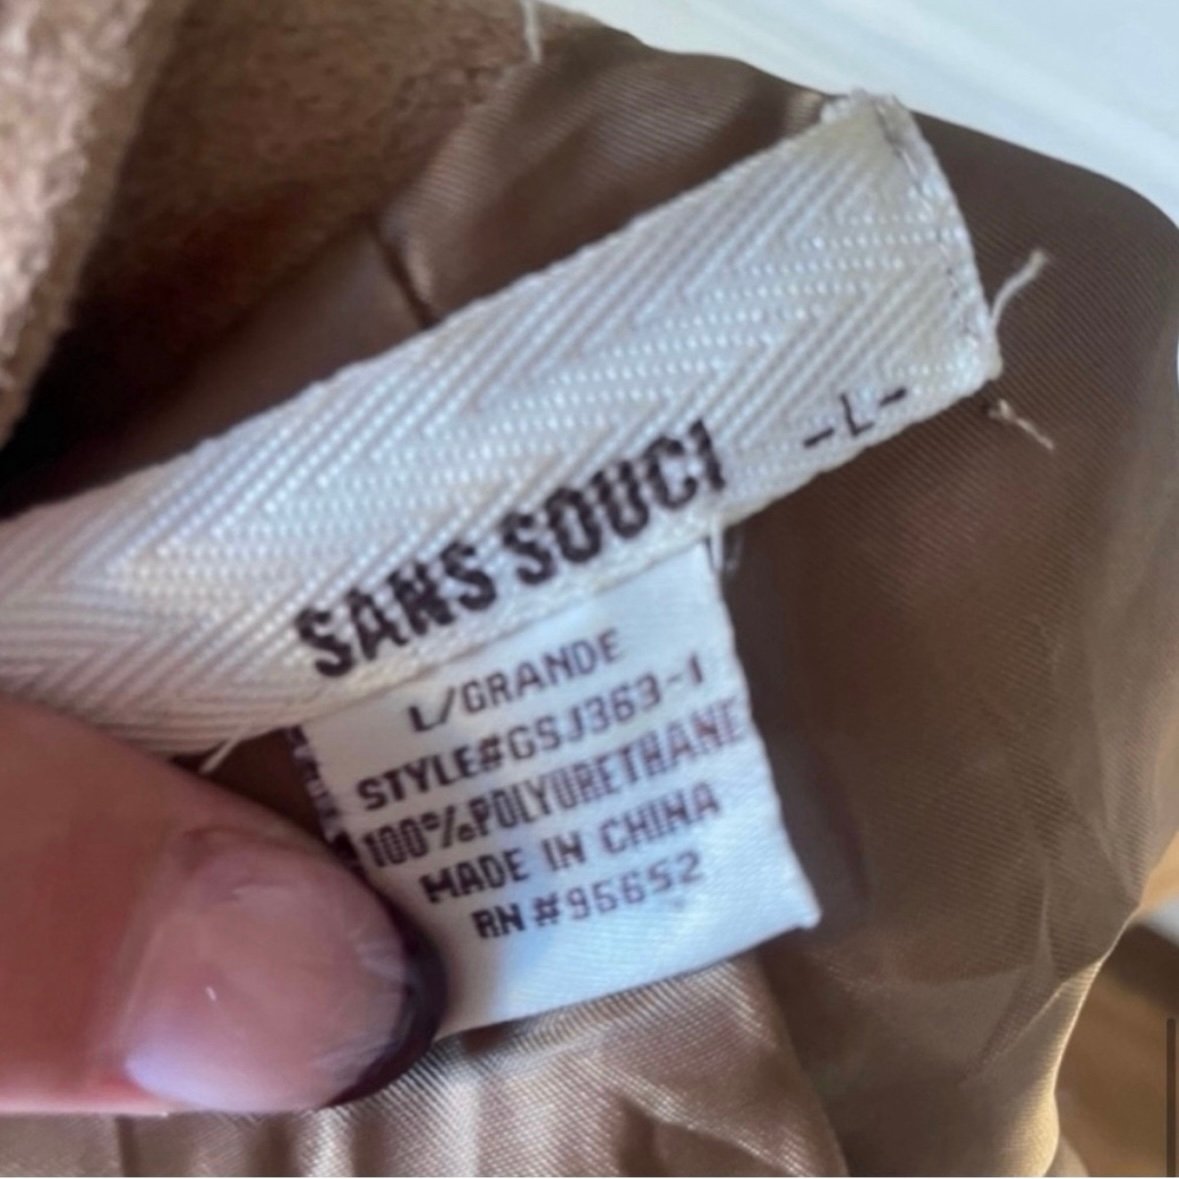 -L-
SANS SOUCI
L/GRANDE
STYLE#GSJ363-1
100%POLYURETHANE
MADE IN CHINA
RN#95652